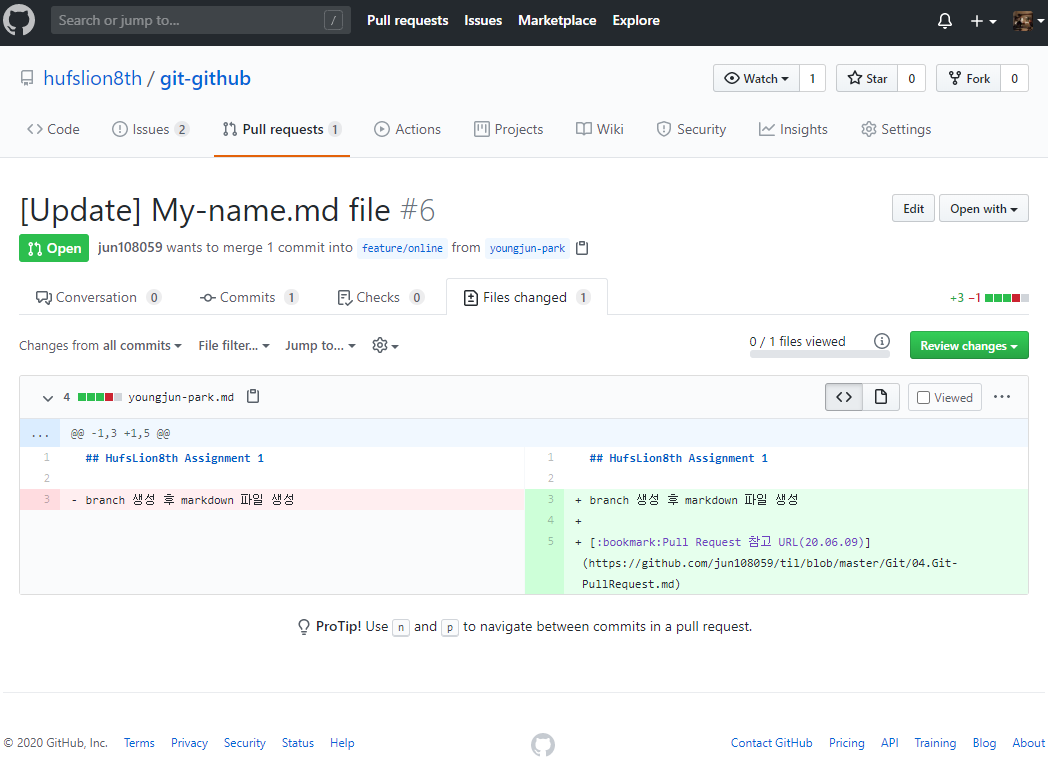 Search or jump to... / Pull requests Issues Marketplace Explore
hufslion8th / git-github Watch 1 Star 0 Fork 0
Code Issues 2 Pull requests 1 Actions Projects Wiki Security Insights Settings
[Update] My-name.md file #6 Edit Open with
Open jun108059 wants to merge 1 commit into feature/online from youngjun-park
Conversation 0 Commits 1 Checks 0 Files changed 1 +3 −1
Changes from all commits File filter... Jump to... 0 / 1 files viewed Review changes
4 youngjun-park.md Viewed
... @@ -1,3 +1,5 @@
1 ## HufsLion8th Assignment 1 1 ## HufsLion8th Assignment 1
2 2
3 - branch 생성 후 markdown 파일 생성 3 + branch 생성 후 markdown 파일 생성
4 +
5 + [:bookmark:Pull Request 참고 URL(20.06.09)]
(https://github.com/jun108059/til/blob/master/Git/04.Git-
PullRequest.md)
ProTip! Use n and p to navigate between commits in a pull request.
© 2020 GitHub, Inc. Terms Privacy Security Status Help Contact GitHub Pricing API Training Blog About